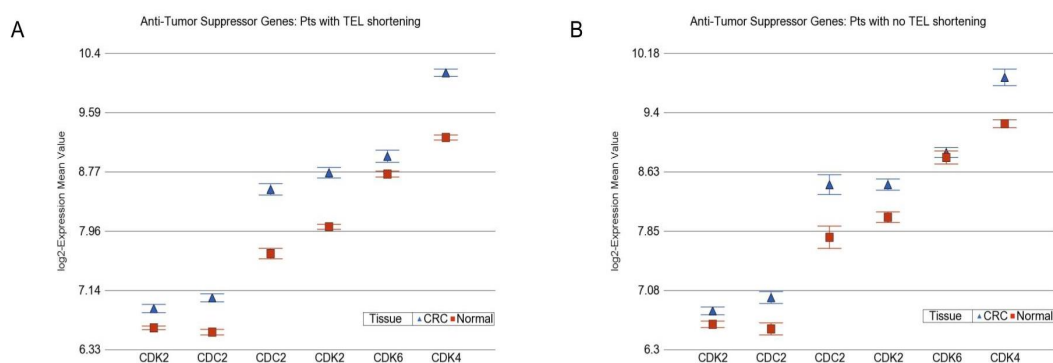 A
Anti-Tumor Suppressor Genes: Pts with TEL shortening
log2-Expression Mean Value
10.4
9.59
8.77
7.96
7.14
6.33
Tissue CRC Normal
CDK2 CDC2 CDC2 CDK2 CDK6 CDK4
B
Anti-Tumor Suppressor Genes: Pts with no TEL shortening
log2-Expression Mean Value
10.18
9.4
8.63
7.85
7.08
6.3
Tissue CRC Normal
CDK2 CDC2 CDC2 CDK2 CDK6 CDK4